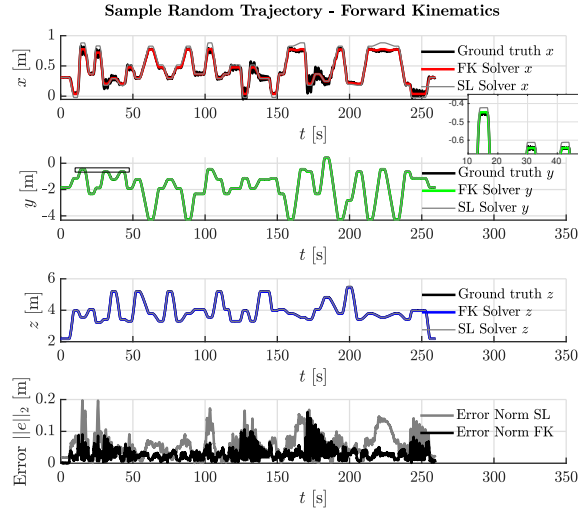 Sample Random Trajectory - Forward Kinematics
x [m]
1
0.5
0
Ground truth x
FK Solver x
SL Solver x
0 50 100 150 200 250 300 350
t [s]
-0.4
-0.5
-0.6
10 20 30 40
y [m]
0
-2
-4
Ground truth y
FK Solver y
SL Solver y
0 50 100 150 200 250 300 350
t [s]
z [m]
6
4
2
Ground truth z
FK Solver z
SL Solver z
0 50 100 150 200 250 300 350
t [s]
Error ||e||2 [m]
0.2
0.1
0
Error Norm SL
Error Norm FK
0 50 100 150 200 250 300 350
t [s]